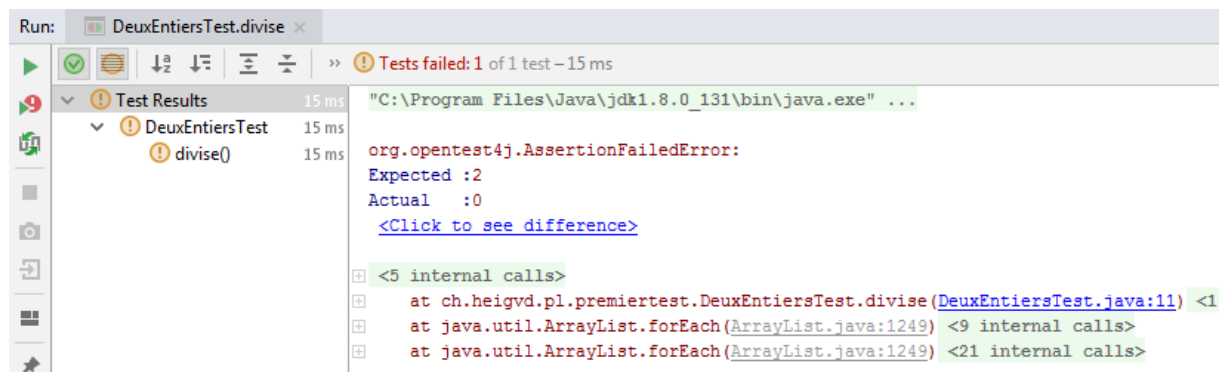 Run: DeuxEntiersTest.divise ×
» Tests failed: 1 of 1 test – 15 ms
Test Results 15 ms
DeuxEntiersTest 15 ms
divise() 15 ms
"C:\Program Files\Java\jdk1.8.0_131\bin\java.exe" ...
org.opentest4j.AssertionFailedError:
Expected :2
Actual   :0
<Click to see difference>
<5 internal calls>
at ch.heigvd.pl.premiertest.DeuxEntiersTest.divise(DeuxEntiersTest.java:11) <1
at java.util.ArrayList.forEach(ArrayList.java:1249) <9 internal calls>
at java.util.ArrayList.forEach(ArrayList.java:1249) <21 internal calls>